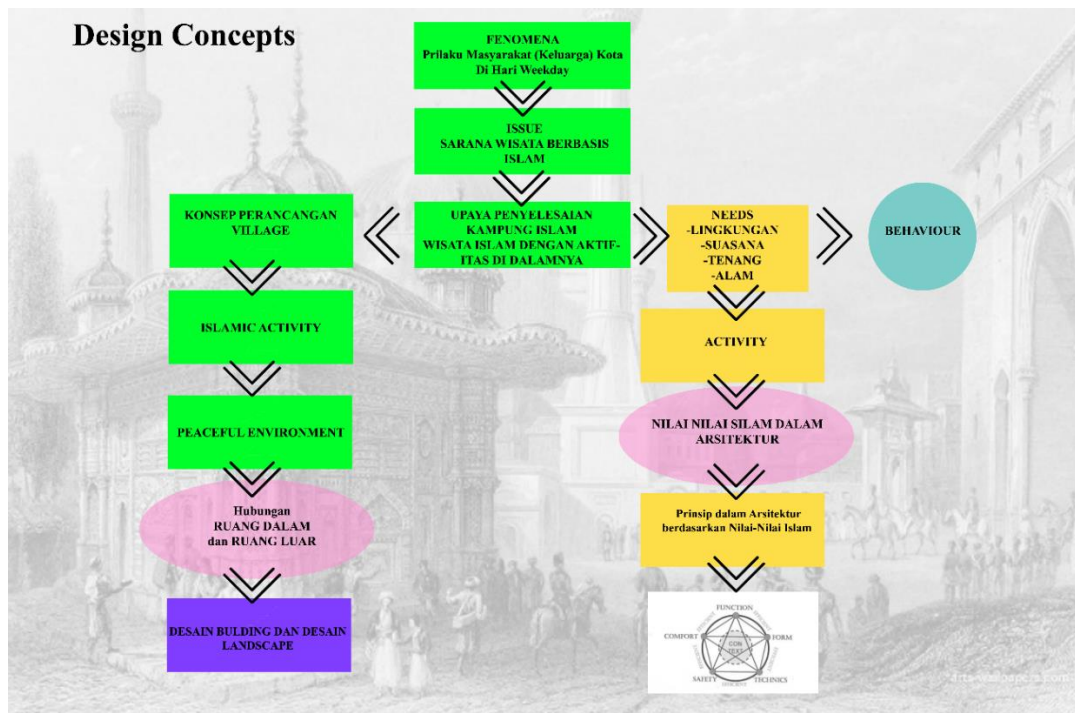 Design Concepts
FENOMENA
Prilaku Masyarakat (Keluarga) Kota
Di Hari Weekday
ISSUE
SARANA WISATA BERBASIS
ISLAM
KONSEP PERANCANGAN
VILLAGE
UPAYA PENYELESAIAN
KAMPUNG ISLAM
WISATA ISLAM DENGAN AKTIF-
ITAS DI DALAMNYA
NEEDS
-LINGKUNGAN
-SUASANA
-TENANG
-ALAM
BEHAVIOUR
ISLAMIC ACTIVITY
ACTIVITY
PEACEFUL ENVIRONMENT
NILAI NILAI SILAM DALAM
ARSITEKTUR
Hubungan
RUANG DALAM
dan RUANG LUAR
Prinsip dalam Arsitektur
berdasarkan Nilai-Nilai Islam
DESAIN BULDING DAN DESAIN
LANDSCAPE
FUNCTION
COMFORT
FORM
CON
TEXT
SAFETY
TECHNICS